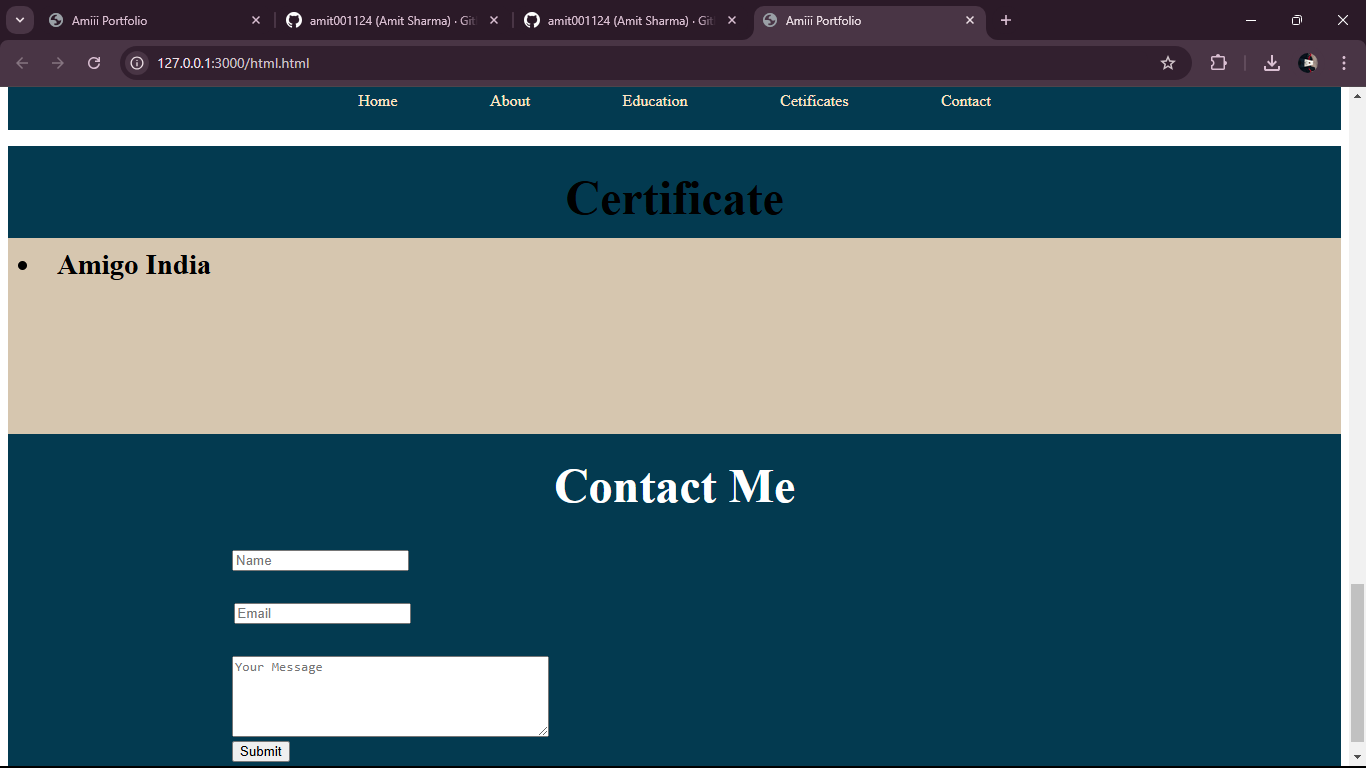 Amiii Portfolio
amit001124 (Amit Sharma) · Git
amit001124 (Amit Sharma) · Git
Amiii Portfolio
127.0.0.1:3000/html.html
Home About Education Cetificates Contact
Certificate
Amigo India
Contact Me
Name
Email
Your Message
Submit